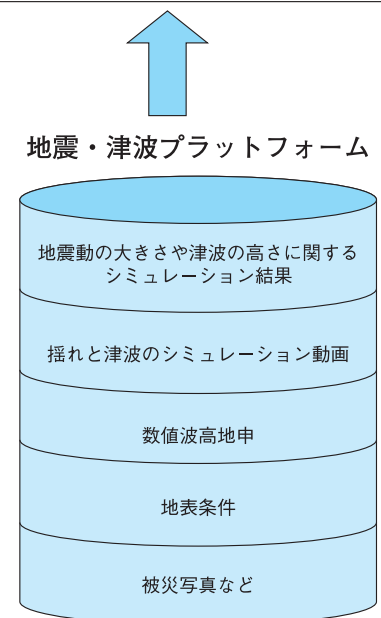 地震・津波プラットフォーム
地震動の大きさや津波の高さに関する
シミュレーション結果
揺れと津波のシミュレーション動画
数値波高地申
地表条件
被災写真など